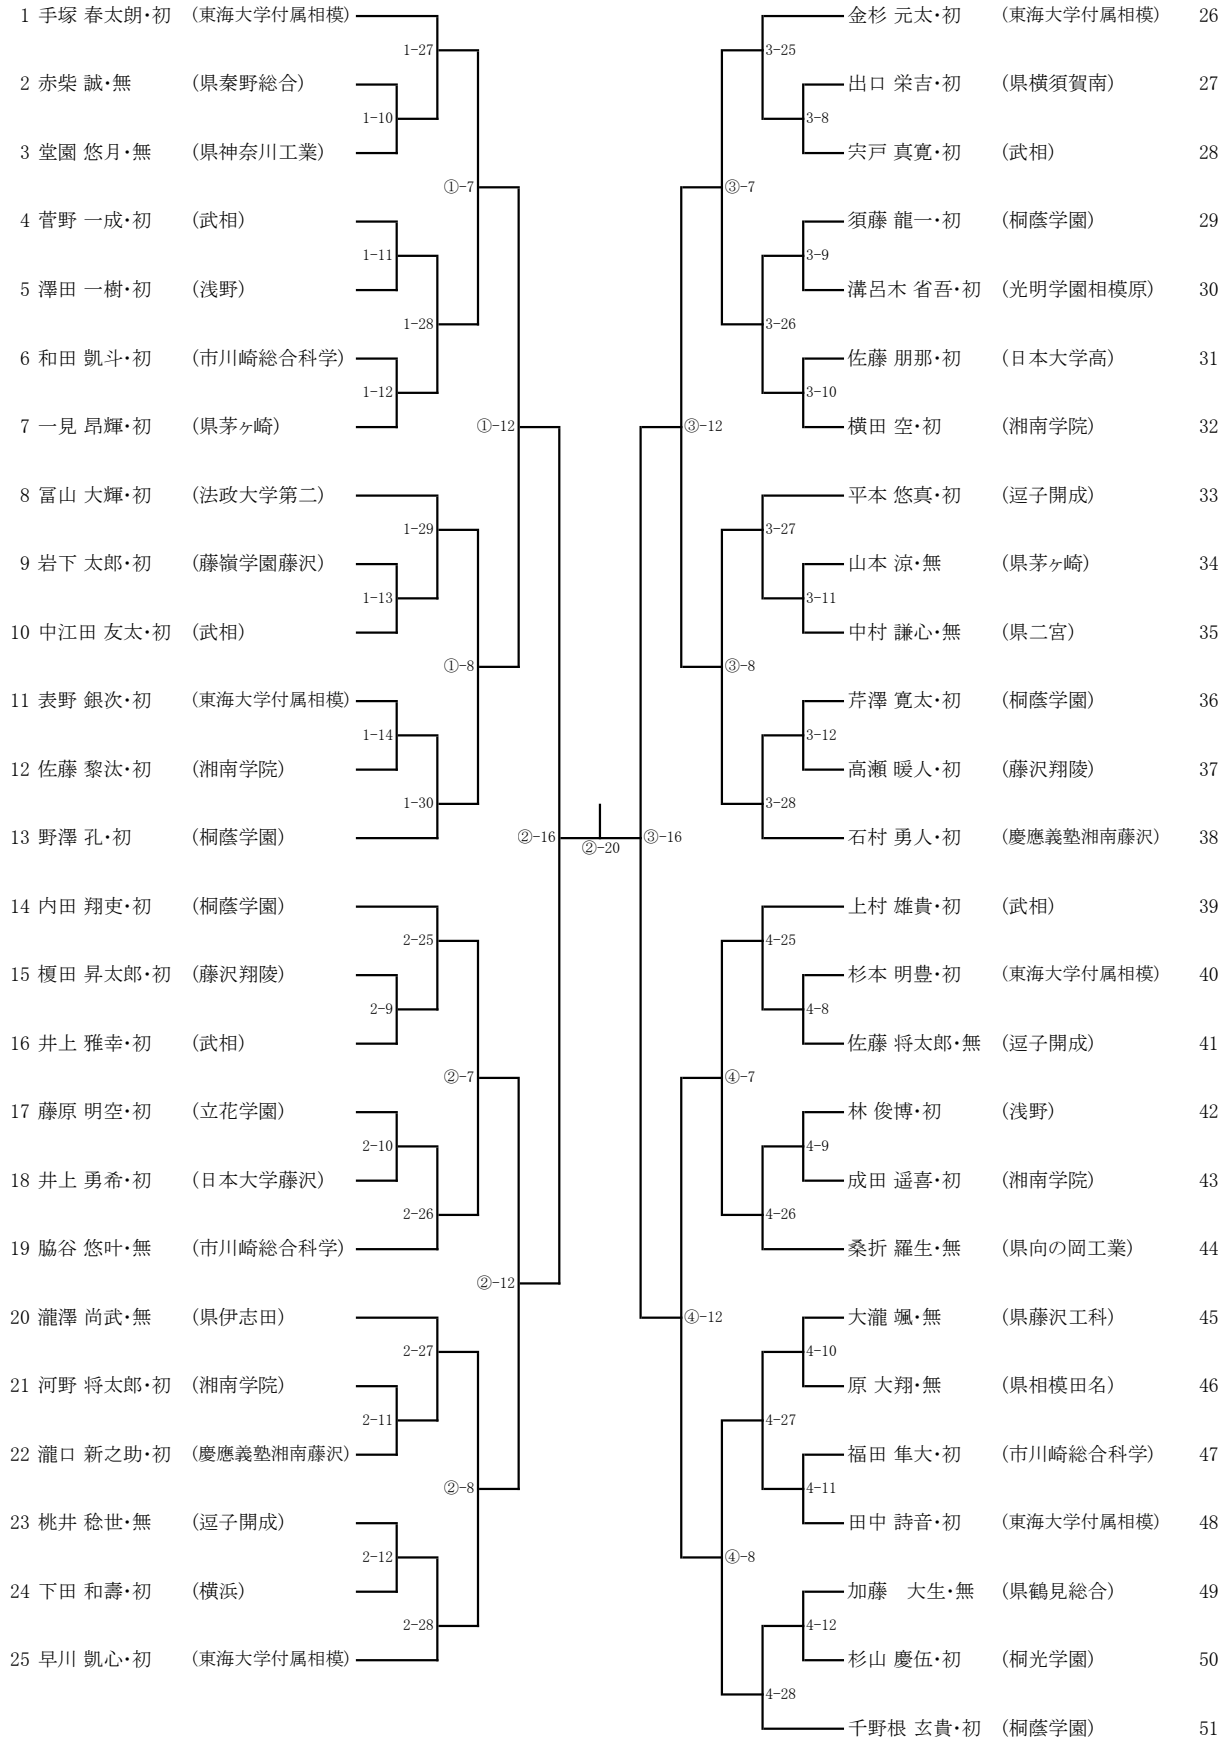 1 手塚 春太朗・初 (東海大学付属相模)
1-27
2 赤柴 誠・無 (県秦野総合)
1-10
3 堂園 悠月・無 (県神奈川工業)
①-7
4 菅野 一成・初 (武相)
1-11
5 澤田 一樹・初 (浅野)
1-28
6 和田 凱斗・初 (市川崎総合科学)
1-12
7 一見 昂輝・初 (県茅ヶ崎)
①-12
8 冨山 大輝・初 (法政大学第二)
1-29
9 岩下 太郎・初 (藤嶺学園藤沢)
1-13
10 中江田 友太・初 (武相)
①-8
11 表野 銀次・初 (東海大学付属相模)
1-14
12 佐藤 黎汰・初 (湘南学院)
1-30
13 野澤 孔・初 (桐蔭学園)
②-16
②-20
14 内田 翔吏・初 (桐蔭学園)
2-25
15 榎田 昇太郎・初 (藤沢翔陵)
2-9
16 井上 雅幸・初 (武相)
②-7
17 藤原 明空・初 (立花学園)
2-10
18 井上 勇希・初 (日本大学藤沢)
2-26
19 脇谷 悠叶・無 (市川崎総合科学)
②-12
20 瀧澤 尚武・無 (県伊志田)
2-27
21 河野 将太郎・初 (湘南学院)
2-11
22 瀧口 新之助・初 (慶應義塾湘南藤沢)
②-8
23 桃井 稔世・無 (逗子開成)
2-12
24 下田 和壽・初 (横浜)
2-28
25 早川 凱心・初 (東海大学付属相模)
金杉 元太・初 (東海大学付属相模) 26
3-25
出口 栄吉・初 (県横須賀南) 27
3-8
宍戸 真寛・初 (武相) 28
③-7
須藤 龍一・初 (桐蔭学園) 29
3-9
溝呂木 省吾・初 (光明学園相模原) 30
3-26
佐藤 朋那・初 (日本大学高) 31
3-10
横田 空・初 (湘南学院) 32
③-12
平本 悠真・初 (逗子開成) 33
3-27
山本 涼・無 (県茅ヶ崎) 34
3-11
中村 謙心・無 (県二宮) 35
③-8
芹澤 寛太・初 (桐蔭学園) 36
3-12
高瀬 暖人・初 (藤沢翔陵) 37
3-28
石村 勇人・初 (慶應義塾湘南藤沢) 38
③-16
上村 雄貴・初 (武相) 39
4-25
杉本 明豊・初 (東海大学付属相模) 40
4-8
佐藤 将太郎・無 (逗子開成) 41
④-7
林 俊博・初 (浅野) 42
4-9
成田 遥喜・初 (湘南学院) 43
4-26
桑折 羅生・無 (県向の岡工業) 44
大瀧 颯・無 (県藤沢工科) 45
④-12
4-10
原 大翔・無 (県相模田名) 46
4-27
福田 隼大・初 (市川崎総合科学) 47
4-11
田中 詩音・初 (東海大学付属相模) 48
④-8
加藤　大生・無 (県鶴見総合) 49
4-12
杉山 慶伍・初 (桐光学園) 50
4-28
千野根 玄貴・初 (桐蔭学園) 51